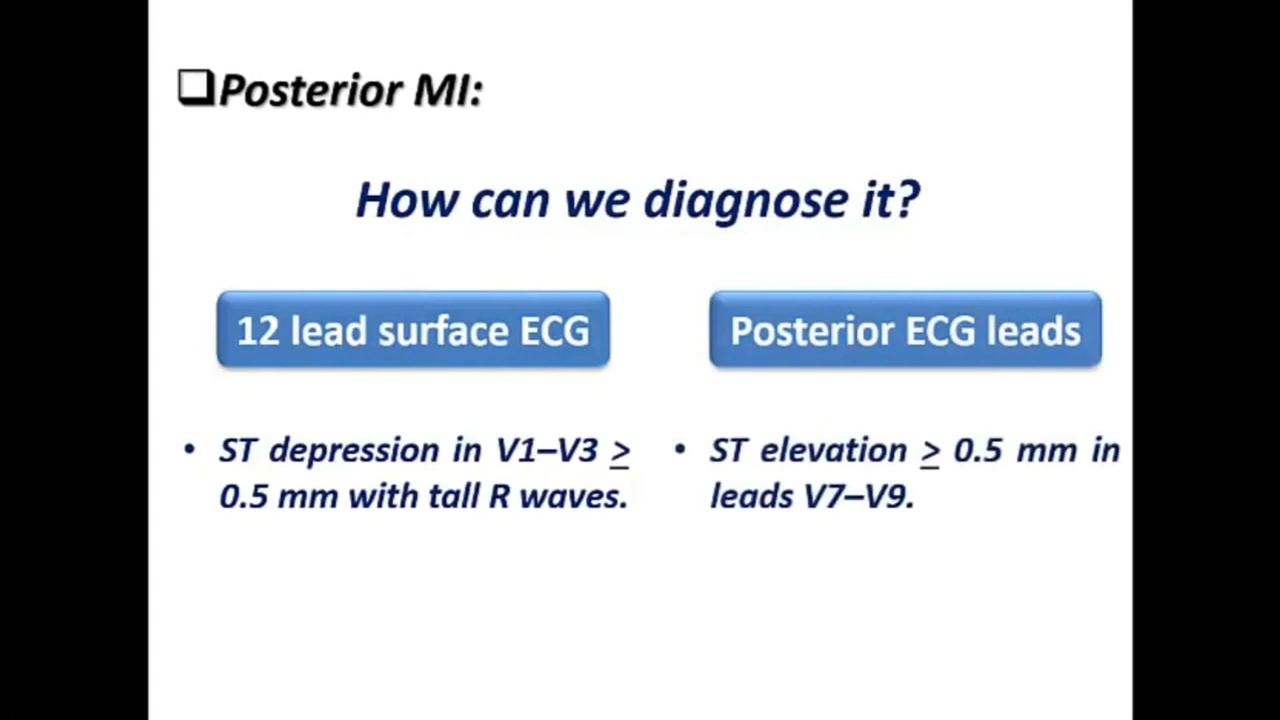 ❑Posterior MI:
How can we diagnose it?
12 lead surface ECG
Posterior ECG leads
• ST depression in V1–V3 ≥
0.5 mm with tall R waves.
• ST elevation ≥ 0.5 mm in
leads V7–V9.